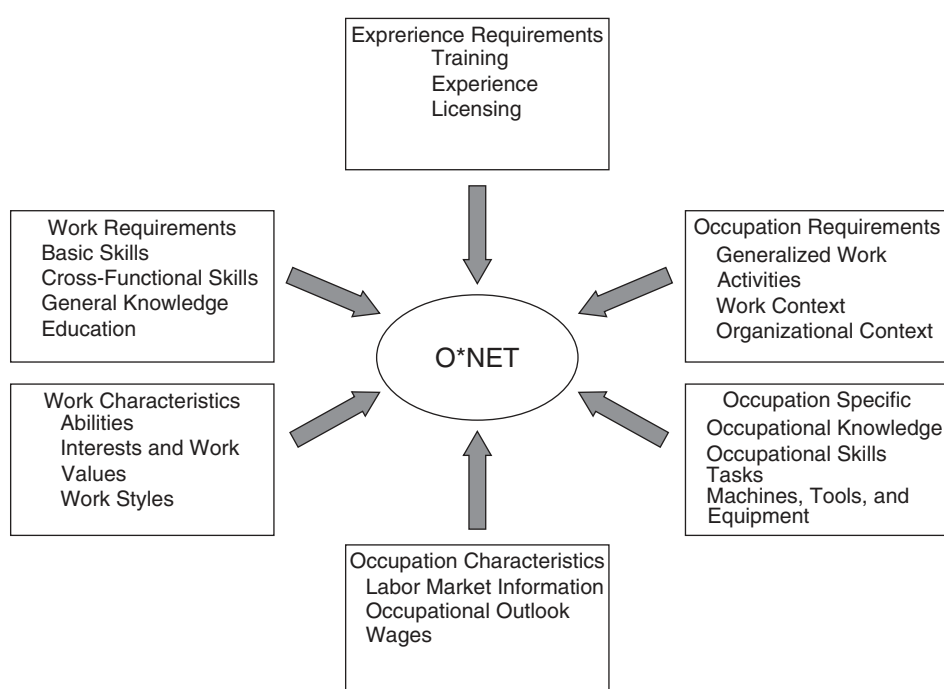 Exprerience Requirements
Training
Experience
Licensing
Work Requirements
Basic Skills
Cross-Functional Skills
General Knowledge
Education
Occupation Requirements
Generalized Work
Activities
Work Context
Organizational Context
O*NET
Work Characteristics
Abilities
Interests and Work
Values
Work Styles
Occupation Specific
Occupational Knowledge
Occupational Skills
Tasks
Machines, Tools, and
Equipment
Occupation Characteristics
Labor Market Information
Occupational Outlook
Wages